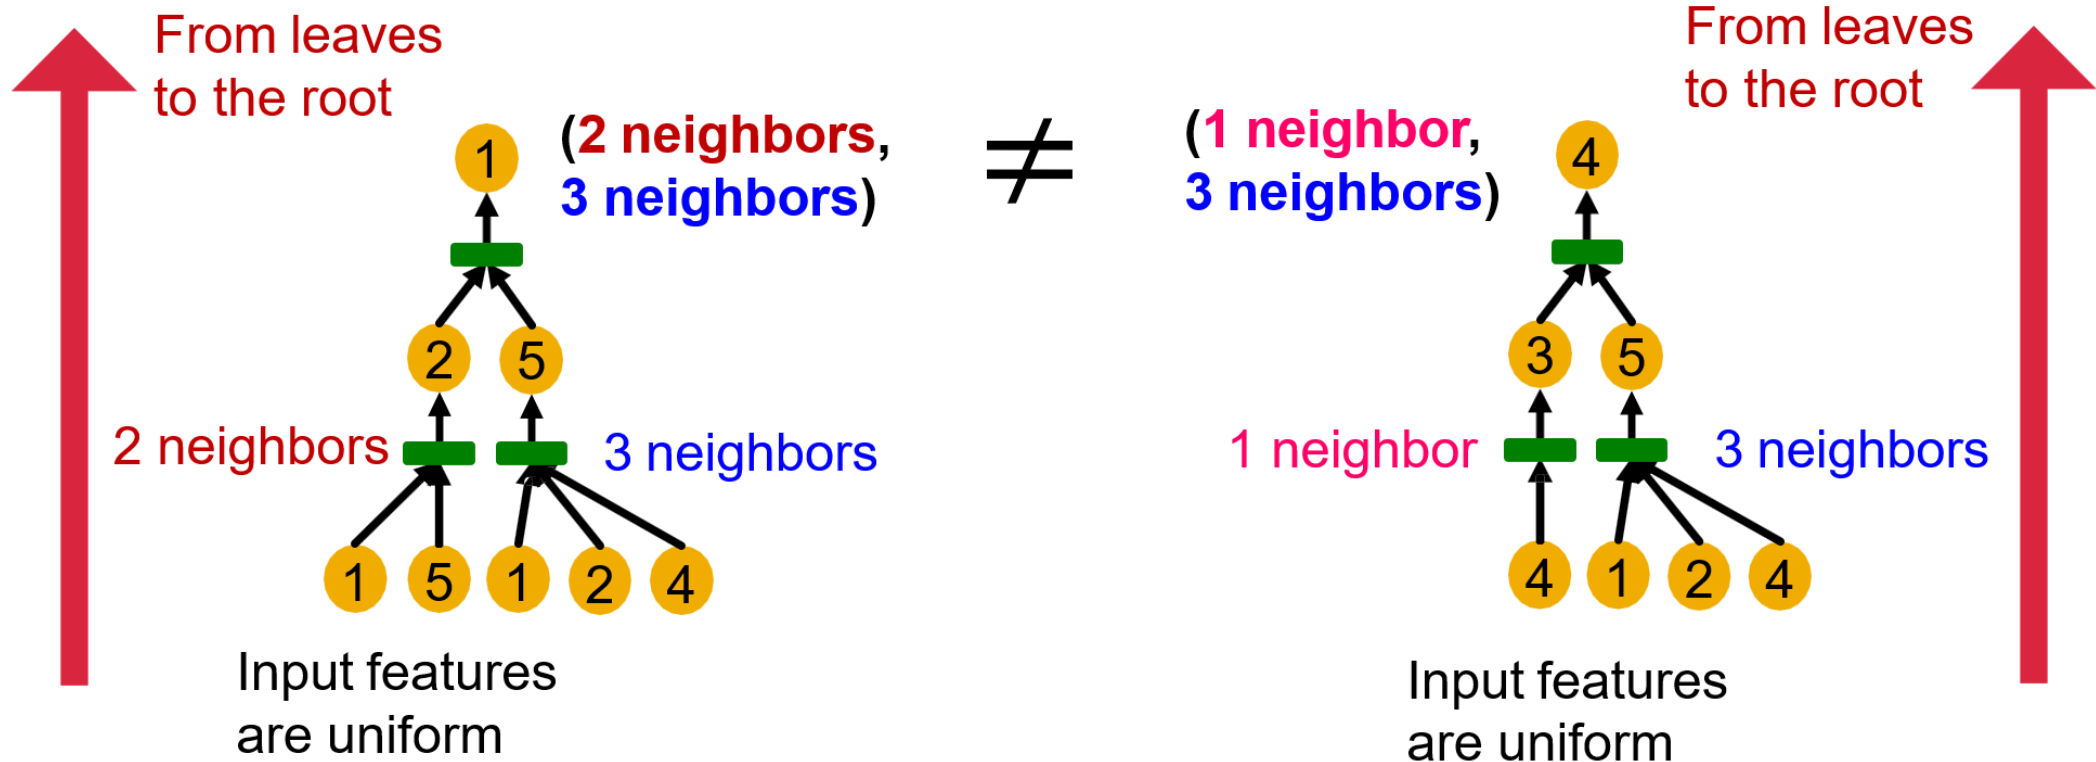 From leaves
to the root
1
(2 neighbors,
3 neighbors)
2 5
2 neighbors
3 neighbors
1 5 1 2 4
Input features
are uniform
≠
From leaves
to the root
(1 neighbor,
3 neighbors)
4
3 5
1 neighbor
3 neighbors
4 1 2 4
Input features
are uniform